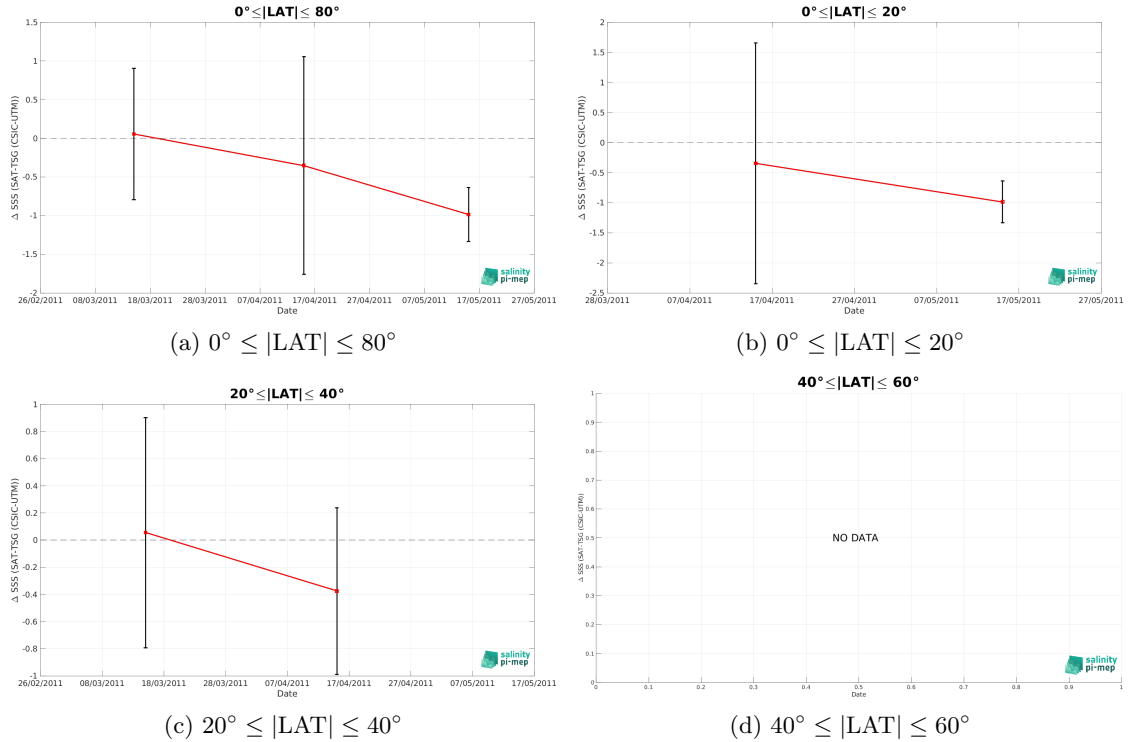 0°≤|LAT|≤ 80°
1.5
1
0.5
0
-0.5
-1
-1.5
-2
Δ SSS (SAT-TSG (CSIC-UTM))
26/02/2011 08/03/2011 18/03/2011 28/03/2011 07/04/2011 17/04/2011 27/04/2011 07/05/2011 17/05/2011 27/05/2011
Date
salinity
pi-mep
(a) 0° ≤ |LAT| ≤ 80°
0°≤|LAT|≤ 20°
2
1.5
1
0.5
0
-0.5
-1
-1.5
-2
-2.5
Δ SSS (SAT-TSG (CSIC-UTM))
28/03/2011 07/04/2011 17/04/2011 27/04/2011 07/05/2011 17/05/2011 27/05/2011
Date
salinity
pi-mep
(b) 0° ≤ |LAT| ≤ 20°
20°≤|LAT|≤ 40°
1
0.8
0.6
0.4
0.2
0
-0.2
-0.4
-0.6
-0.8
-1
Δ SSS (SAT-TSG (CSIC-UTM))
26/02/2011 08/03/2011 18/03/2011 28/03/2011 07/04/2011 17/04/2011 27/04/2011 07/05/2011 17/05/2011
Date
salinity
pi-mep
(c) 20° ≤ |LAT| ≤ 40°
40°≤|LAT|≤ 60°
1
0.9
0.8
0.7
0.6
0.5
0.4
0.3
0.2
0.1
0
Δ SSS (SAT-TSG (CSIC-UTM))
NO DATA
0 0.1 0.2 0.3 0.4 0.5 0.6 0.7 0.8 0.9 1
Date
salinity
pi-mep
(d) 40° ≤ |LAT| ≤ 60°